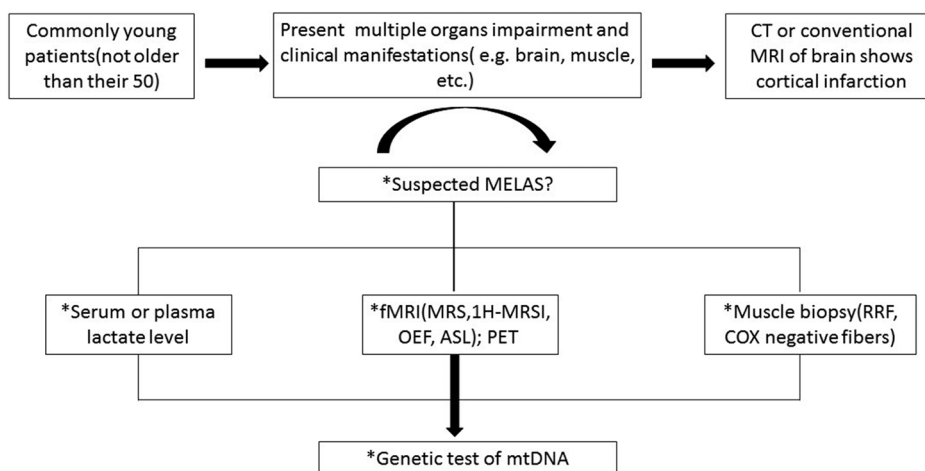 Commonly young
patients(not older
than their 50)
Present  multiple organs impairment and
clinical manifestations( e.g. brain, muscle,
etc.)
CT or conventional
MRI of brain shows
cortical infarction
*Suspected MELAS?
*Serum or plasma
lactate level
*fMRI(MRS,1H-MRSI,
OEF, ASL); PET
*Muscle biopsy(RRF,
COX negative fibers)
*Genetic test of mtDNA